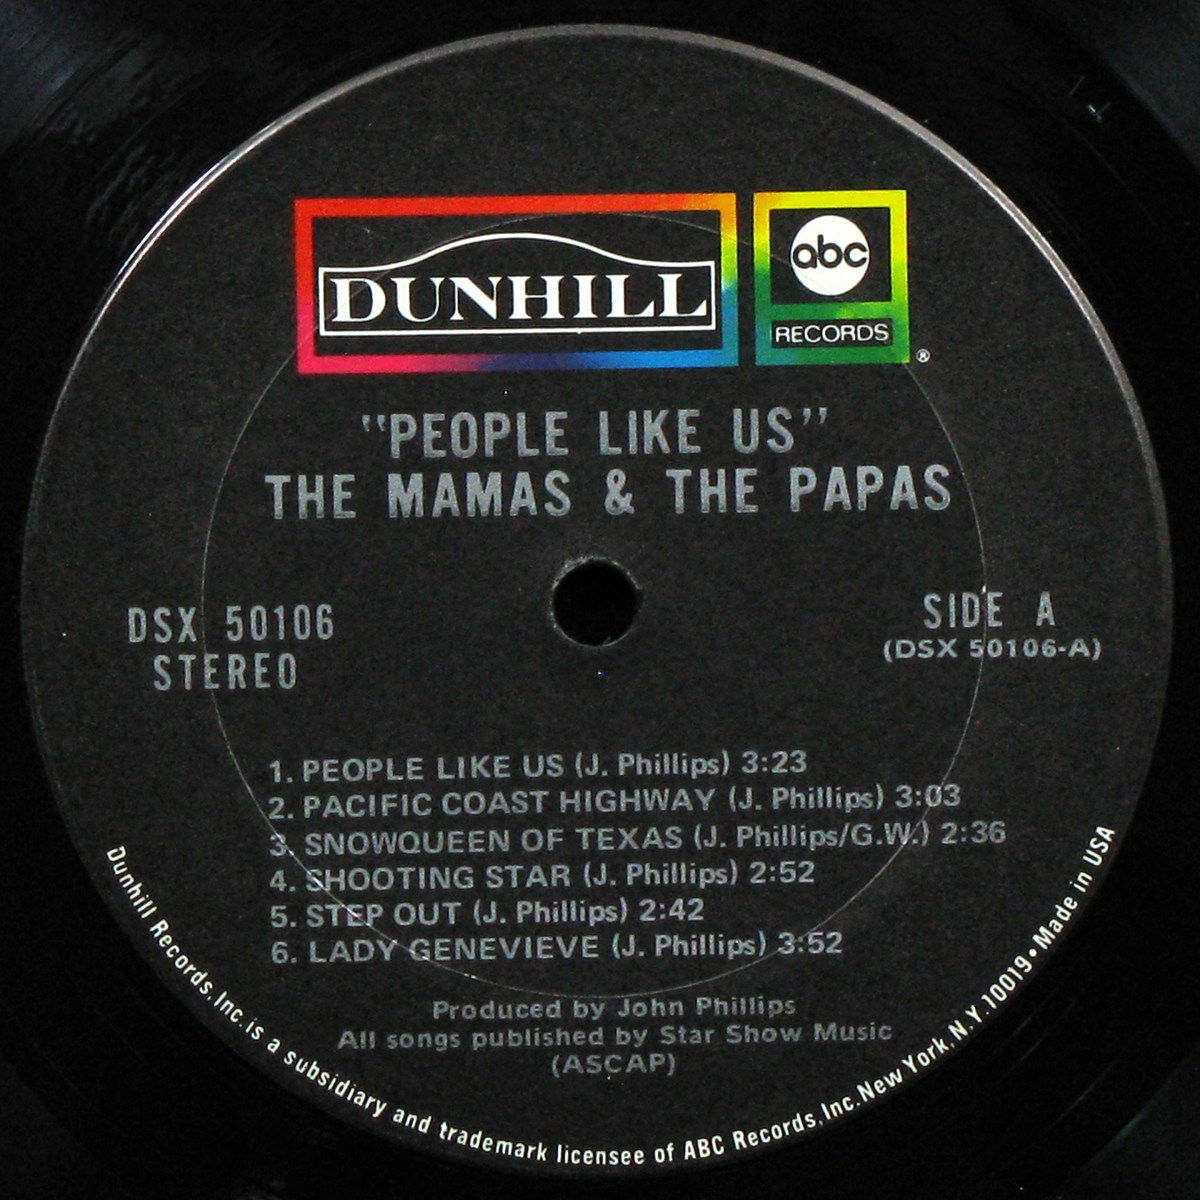 DUNHILL
abc
RECORDS
®
"PEOPLE LIKE US"
THE MAMAS & THE PAPAS
DSX 50106
STEREO
SIDE A
(DSX 50106-A)
1. PEOPLE LIKE US (J. Phillips) 3:23
2. PACIFIC COAST HIGHWAY (J. Phillips) 3:03
3. SNOWQUEEN OF TEXAS (J. Phillips/G.W.) 2:36
4. SHOOTING STAR (J. Phillips) 2:52
5. STEP OUT (J. Phillips) 2:42
6. LADY GENEVIEVE (J. Phillips) 3:52
Produced by John Phillips
All songs published by Star Show Music
(ASCAP)
Dunhill Records, Inc. is a subsidiary and trademark licensee of ABC Records, Inc. New York, N.Y. 10019 • Made in USA